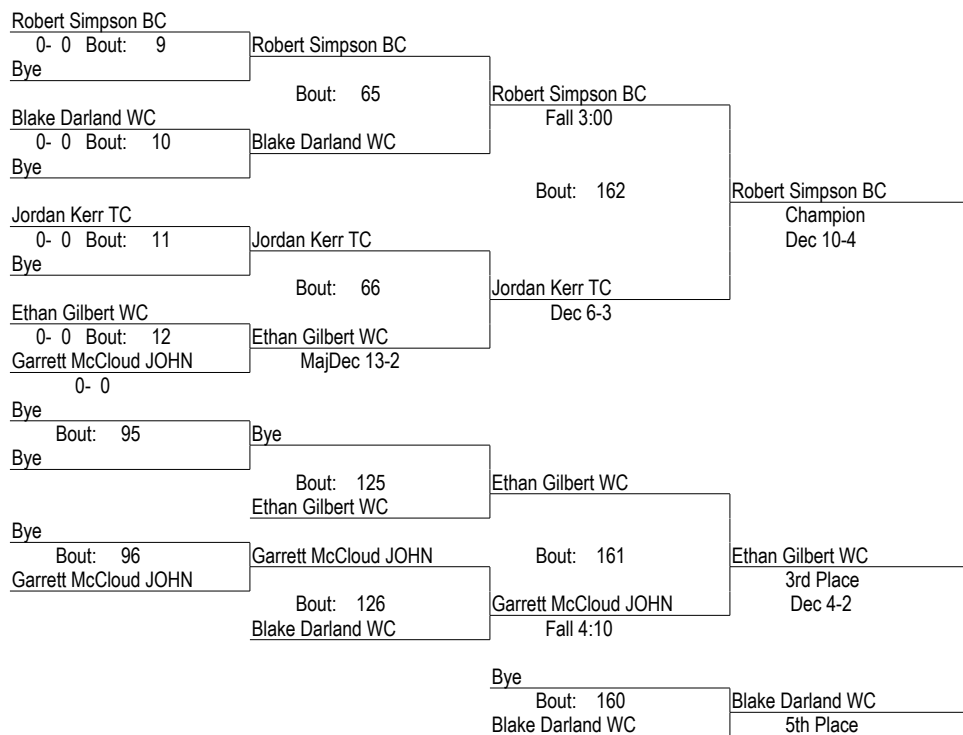 Robert Simpson BC
0- 0 Bout: 9
Bye
Robert Simpson BC
Bout: 65
Blake Darland WC
0- 0 Bout: 10
Bye
Blake Darland WC
Robert Simpson BC
Fall 3:00
Bout: 162
Jordan Kerr TC
0- 0 Bout: 11
Bye
Jordan Kerr TC
Bout: 66
Ethan Gilbert WC
0- 0 Bout: 12
Garrett McCloud JOHN
0- 0
Ethan Gilbert WC
MajDec 13-2
Jordan Kerr TC
Dec 6-3
Robert Simpson BC
Champion
Dec 10-4
Bye
Bout: 95
Bye
Bye
Bout: 125
Ethan Gilbert WC
Ethan Gilbert WC
Bye
Bout: 96
Garrett McCloud JOHN
Garrett McCloud JOHN
Bout: 126
Blake Darland WC
Bout: 161
Garrett McCloud JOHN
Fall 4:10
Ethan Gilbert WC
3rd Place
Dec 4-2
Bye
Bout: 160
Blake Darland WC
Blake Darland WC
5th Place